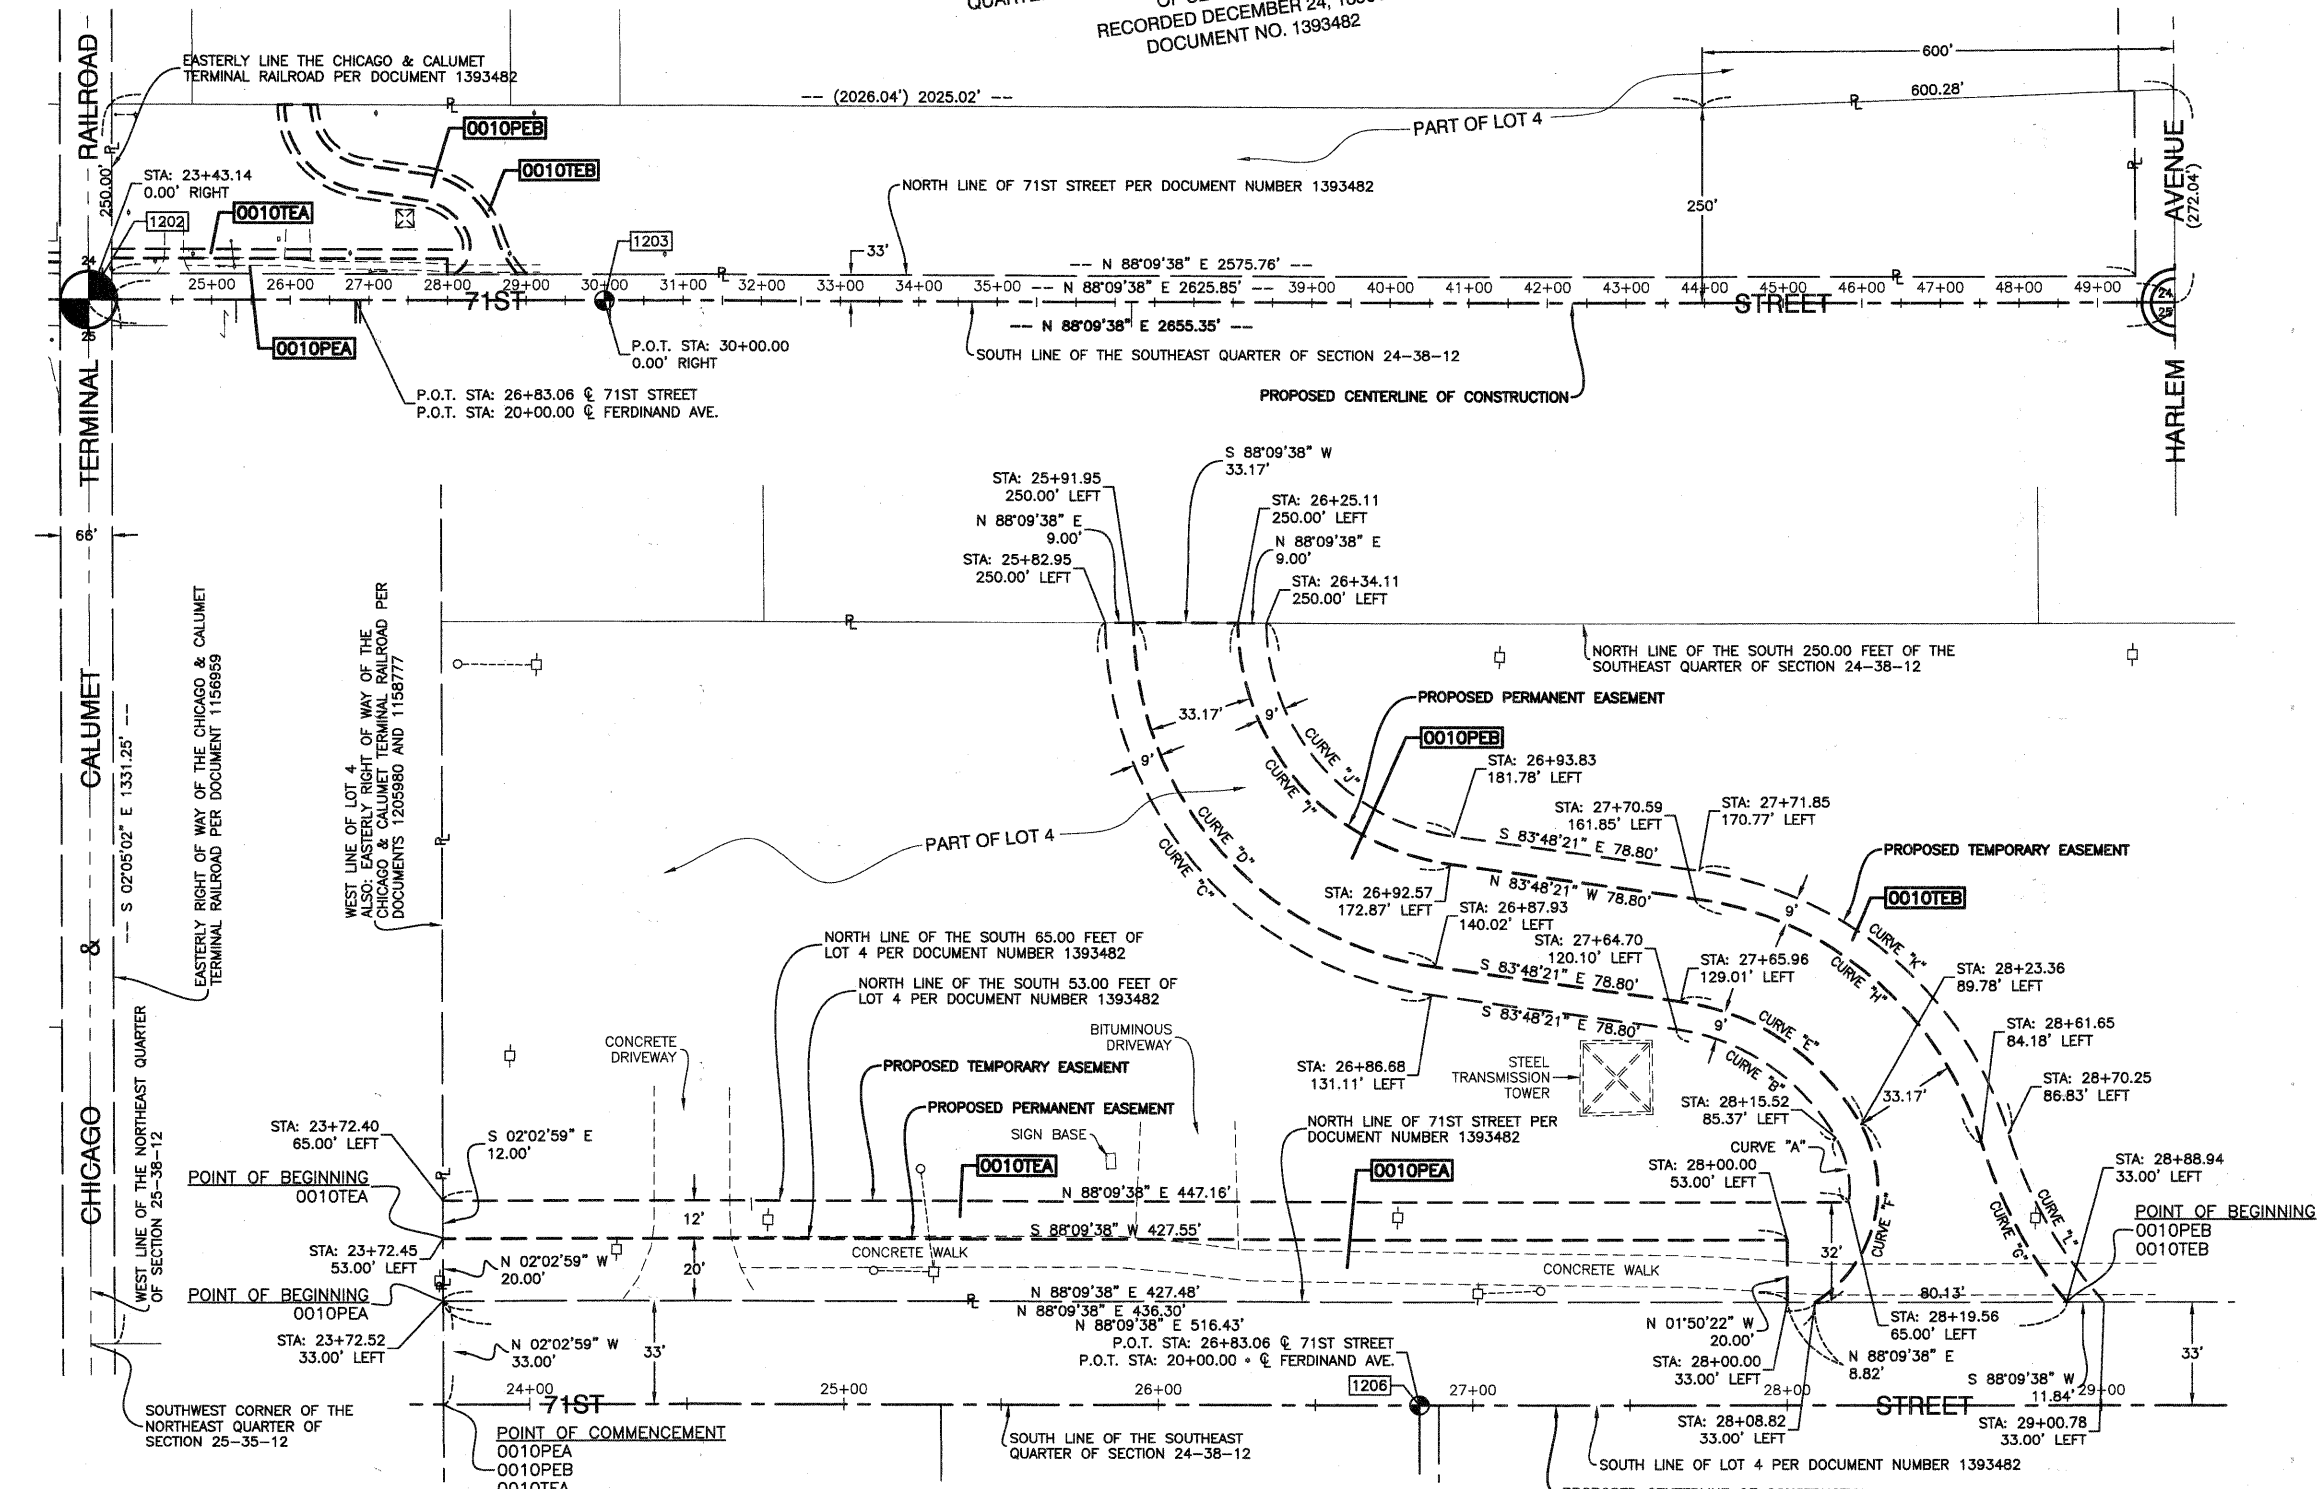 RECORDED DECEMBER 24,
DOCUMENT NO. 1393482
EASTERLY LINE THE CHICAGO & CALUMET
TERMINAL RAILROAD PER DOCUMENT 1393482
600'
-- (2026.04') 2025.02' --
600.28'
PART OF LOT 4
0010PEB
0010TEB
STA: 23+43.14
0.00' RIGHT
250.00'
1202
0010TEA
NORTH LINE OF 71ST STREET PER DOCUMENT NUMBER 1393482
250'
HARLEM AVENUE
(272.04')
1203
33'
-- N 88°09'38" E 2575.76' --
24
25+00 26+00 27+00 28+00 29+00 30+00 31+00 32+00 33+00 34+00 35+00 -- N 88°09'38" E 2625.85' -- 39+00 40+00 41+00 42+00 43+00 44+00 45+00 46+00 47+00 48+00 49+00
71ST STREET
24
25
25
-- N 88°09'38" E 2655.35' --
0010PEA
P.O.T. STA: 30+00.00
0.00' RIGHT
SOUTH LINE OF THE SOUTHEAST QUARTER OF SECTION 24-38-12
P.O.T. STA: 26+83.06 ℄ 71ST STREET
P.O.T. STA: 20+00.00 ℄ FERDINAND AVE.
PROPOSED CENTERLINE OF CONSTRUCTION
CHICAGO & CALUMET TERMINAL RAILROAD
66'
-- S 02°05'02" E 1331.25' --
EASTERLY RIGHT OF WAY OF THE CHICAGO & CALUMET
TERMINAL RAILROAD PER DOCUMENT 1156959
WEST LINE OF LOT 4
ALSO: EASTERLY RIGHT OF WAY OF THE
CHICAGO & CALUMET TERMINAL RAILROAD PER
DOCUMENTS 1205980 AND 1158777
WEST LINE OF THE NORTHEAST QUARTER
OF SECTION 25-38-12
S 88°09'38" W
33.17'
STA: 25+91.95
250.00' LEFT
N 88°09'38" E
9.00'
STA: 25+82.95
250.00' LEFT
STA: 26+25.11
250.00' LEFT
N 88°09'38" E
9.00'
STA: 26+34.11
250.00' LEFT
NORTH LINE OF THE SOUTH 250.00 FEET OF THE
SOUTHEAST QUARTER OF SECTION 24-38-12
PROPOSED PERMANENT EASEMENT
0010PEB
33.17'
9'
9'
CURVE "J"
CURVE "I"
CURVE "D"
CURVE "C"
STA: 26+93.83
181.78' LEFT
STA: 27+70.59
161.85' LEFT
STA: 27+71.85
170.77' LEFT
S 83°48'21" E 78.80'
PART OF LOT 4
PROPOSED TEMPORARY EASEMENT
0010TEB
N 83°48'21" W 78.80'
STA: 26+92.57
172.87' LEFT
STA: 26+87.93
140.02' LEFT
9'
STA: 27+64.70
120.10' LEFT
STA: 27+65.96
129.01' LEFT
CURVE "K"
CURVE "H"
STA: 28+23.36
89.78' LEFT
S 83°48'21" E 78.80'
S 83°48'21" E 78.80'
9'
CURVE "E"
CURVE "B"
NORTH LINE OF THE SOUTH 65.00 FEET OF
LOT 4 PER DOCUMENT NUMBER 1393482
NORTH LINE OF THE SOUTH 53.00 FEET OF
LOT 4 PER DOCUMENT NUMBER 1393482
CONCRETE
DRIVEWAY
BITUMINOUS
DRIVEWAY
PROPOSED TEMPORARY EASEMENT
PROPOSED PERMANENT EASEMENT
STA: 26+86.68
131.11' LEFT
STEEL
TRANSMISSION
TOWER
STA: 28+61.65
84.18' LEFT
STA: 28+70.25
86.83' LEFT
33.17'
STA: 28+15.52
85.37' LEFT
NORTH LINE OF 71ST STREET PER
DOCUMENT NUMBER 1393482
CURVE "A"
SIGN BASE
0010TEA
0010PEA
STA: 28+00.00
53.00' LEFT
STA: 28+88.94
33.00' LEFT
POINT OF BEGINNING
0010PEB
0010TEB
STA: 23+72.40
65.00' LEFT
S 02°02'59" E
12.00'
POINT OF BEGINNING
0010TEA
N 88°09'38" E 447.16'
12'
S 88°09'38" W 427.55'
CURVE "F"
CURVE "L"
CURVE "G"
STA: 23+72.45
53.00' LEFT
N 02°02'59" W
20.00'
20'
CONCRETE WALK
CONCRETE WALK
32'
POINT OF BEGINNING
0010PEA
N 88°09'38" E 427.48'
N 88°09'38" E 436.30'
N 88°09'38" E 516.43'
80.13'
STA: 23+72.52
33.00' LEFT
N 02°02'59" W
33.00'
33'
P.O.T. STA: 26+83.06 ℄ 71ST STREET
P.O.T. STA: 20+00.00 ℄ FERDINAND AVE.
N 01°50'22" W
20.00'
STA: 28+19.56
65.00' LEFT
STA: 28+00.00
33.00' LEFT
N 88°09'38" E
8.82'
S 88°09'38" W
11.84'
33'
1206
24+00 25+00 26+00 27+00 28+00 29+00
71ST STREET
SOUTHWEST CORNER OF THE
NORTHEAST QUARTER OF
SECTION 25-35-12
POINT OF COMMENCEMENT
0010PEA
0010PEB
0010TEA
SOUTH LINE OF THE SOUTHEAST
QUARTER OF SECTION 24-38-12
STA: 28+08.82
33.00' LEFT
STA: 29+00.78
33.00' LEFT
SOUTH LINE OF LOT 4 PER DOCUMENT NUMBER 1393482